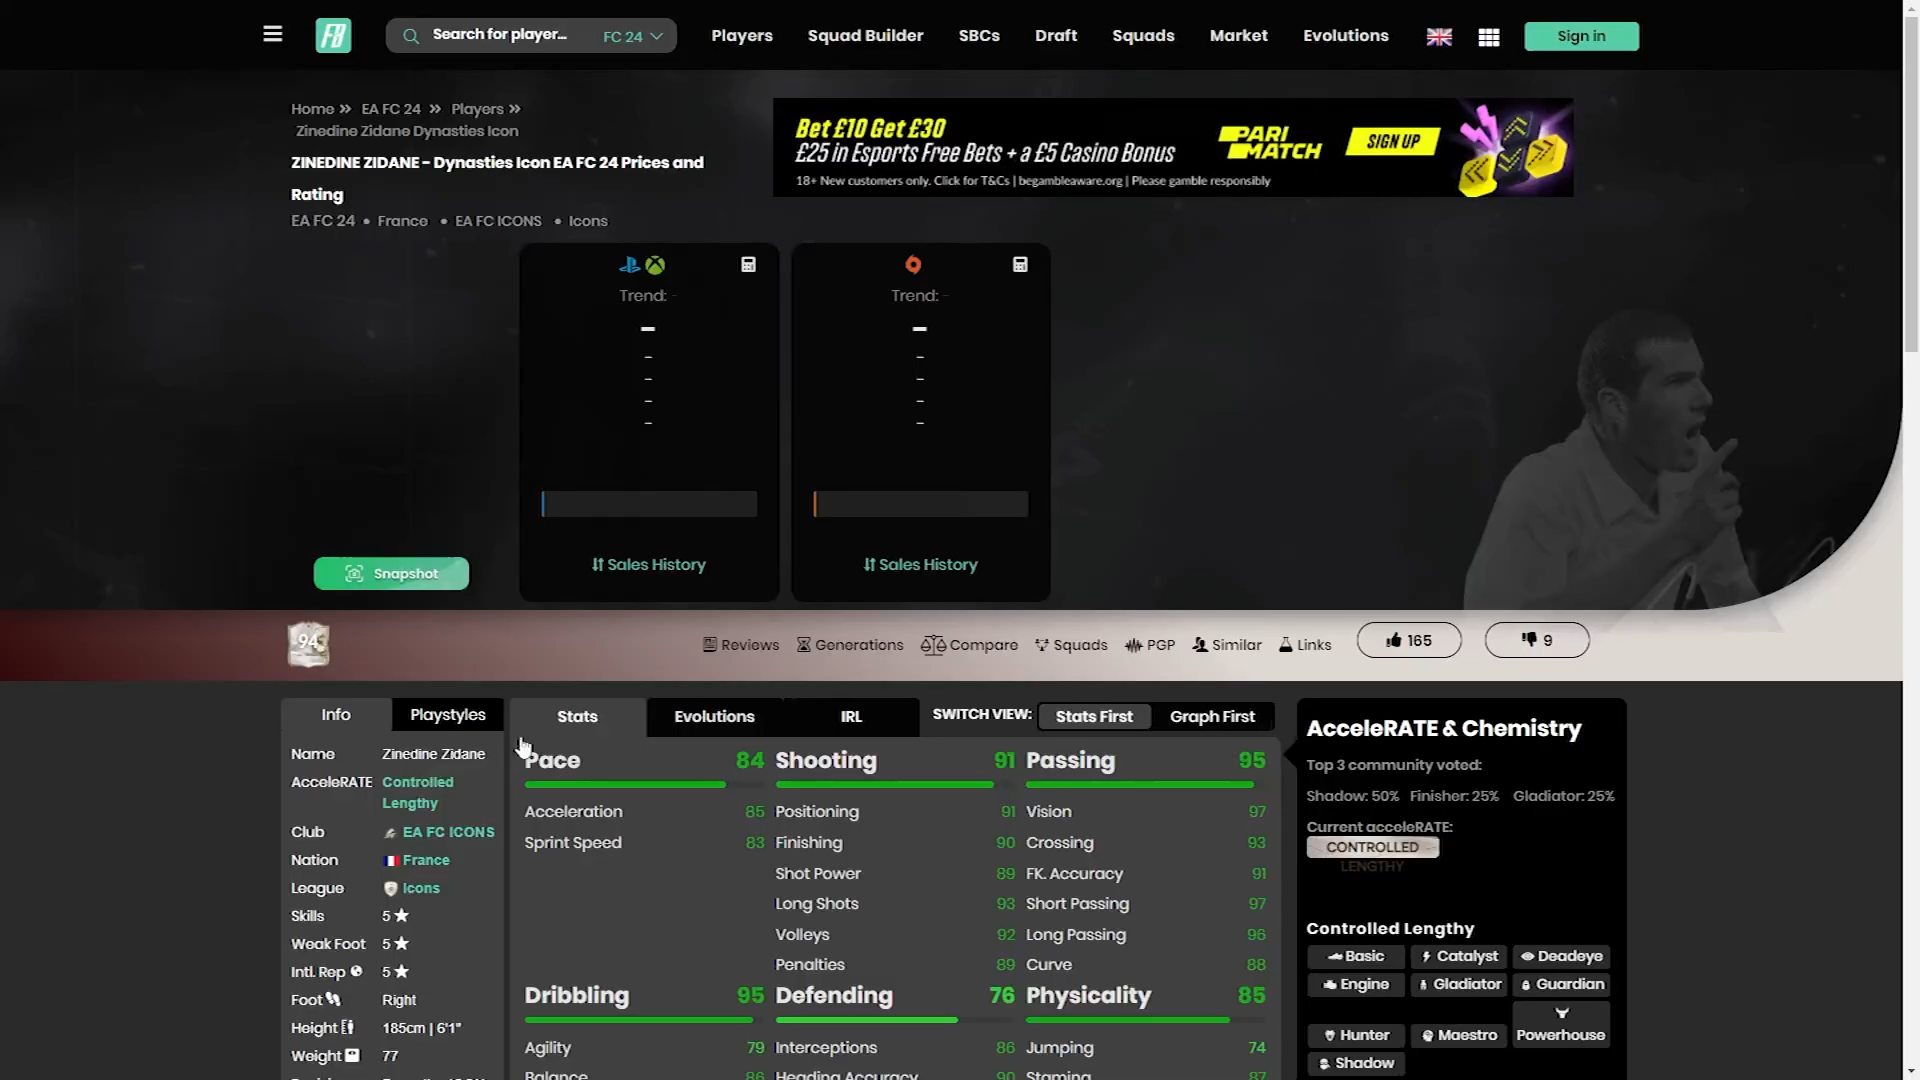 FB Search for player... FC 24 Players Squad Builder SBCs Draft Squads Market Evolutions Sign in
Home » EA FC 24 » Players »
Zinedine Zidane Dynasties Icon
ZINEDINE ZIDANE - Dynasties Icon EA FC 24 Prices and
Rating
EA FC 24 • France • EA FC ICONS • Icons
Bet £10 Get £30
£25 in Esports Free Bets + a £5 Casino Bonus
18+ New customers only. Click for T&Cs | begambleaware.org | Please gamble responsibly
PARI
MATCH
SIGN UP
Trend: -
-
-
-
-
-
Sales History
Trend: -
-
-
-
-
-
Sales History
Snapshot
94
Reviews Generations Compare Squads PGP Similar Links 165 9
Info Playstyles
Name Zinedine Zidane
AcceleRATE Controlled
Lengthy
Club EA FC ICONS
Nation France
League Icons
Skills 5
Weak Foot 5
Intl. Rep 5
Foot Right
Height 185cm | 6'1"
Weight 77
Stats Evolutions IRL SWITCH VIEW: Stats First Graph First
Pace 84
Acceleration 85
Sprint Speed 83
Shooting 91
Positioning 91
Finishing 90
Shot Power 89
Long Shots 93
Volleys 92
Penalties 89
Passing 95
Vision 97
Crossing 93
FK. Accuracy 91
Short Passing 97
Long Passing 96
Curve 88
Dribbling 95
Agility 79
Balance 86
Defending 76
Interceptions 86
Heading Accuracy 90
Physicality 85
Jumping 74
Stamina 87
AcceleRATE & Chemistry
Top 3 community voted:
Shadow: 50% Finisher: 25% Gladiator: 25%
Current acceleRATE:
CONTROLLED
LENGTHY
Controlled Lengthy
Basic Catalyst Deadeye
Engine Gladiator Guardian
Hunter Maestro Powerhouse
Shadow